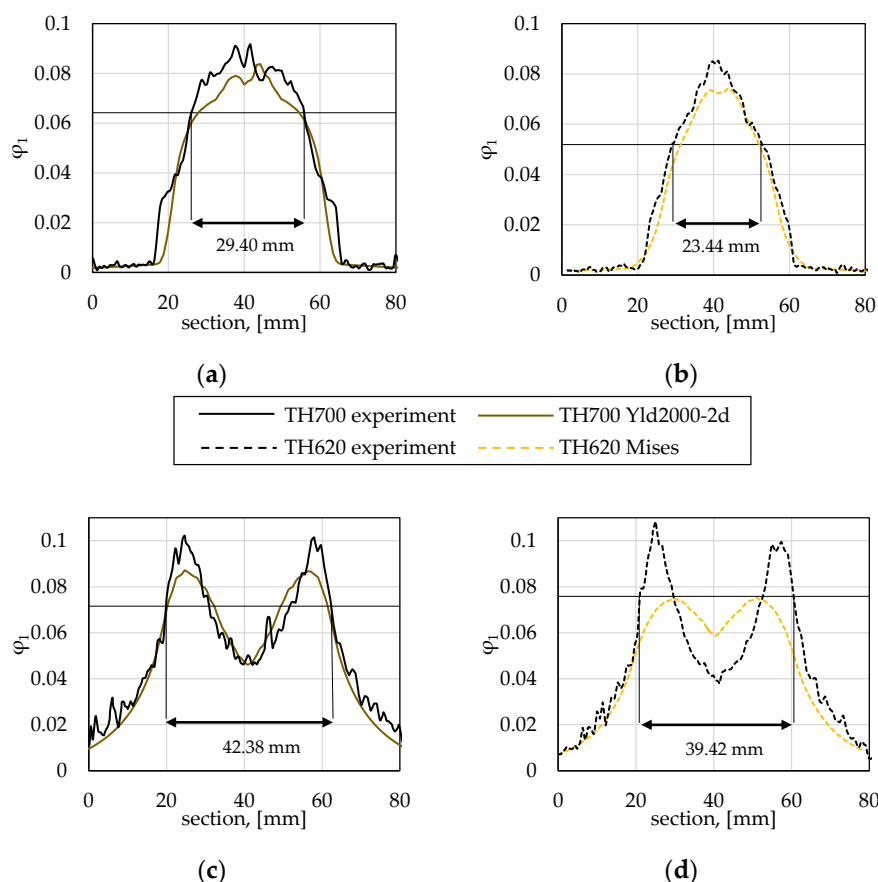 0.1
0.08
0.06
0.04
0.02
0
φ1
29.40 mm
0 20 40 60 80
section, [mm]
(a)
0.1
0.08
0.06
0.04
0.02
0
φ1
23.44 mm
0 20 40 60 80
section, [mm]
(b)
TH700 experiment TH700 Yld2000-2d
TH620 experiment TH620 Mises
0.1
0.08
0.06
0.04
0.02
0
φ1
42.38 mm
0 20 40 60 80
section, [mm]
(c)
0.1
0.08
0.06
0.04
0.02
0
φ1
39.42 mm
0 20 40 60 80
section, [mm]
(d)